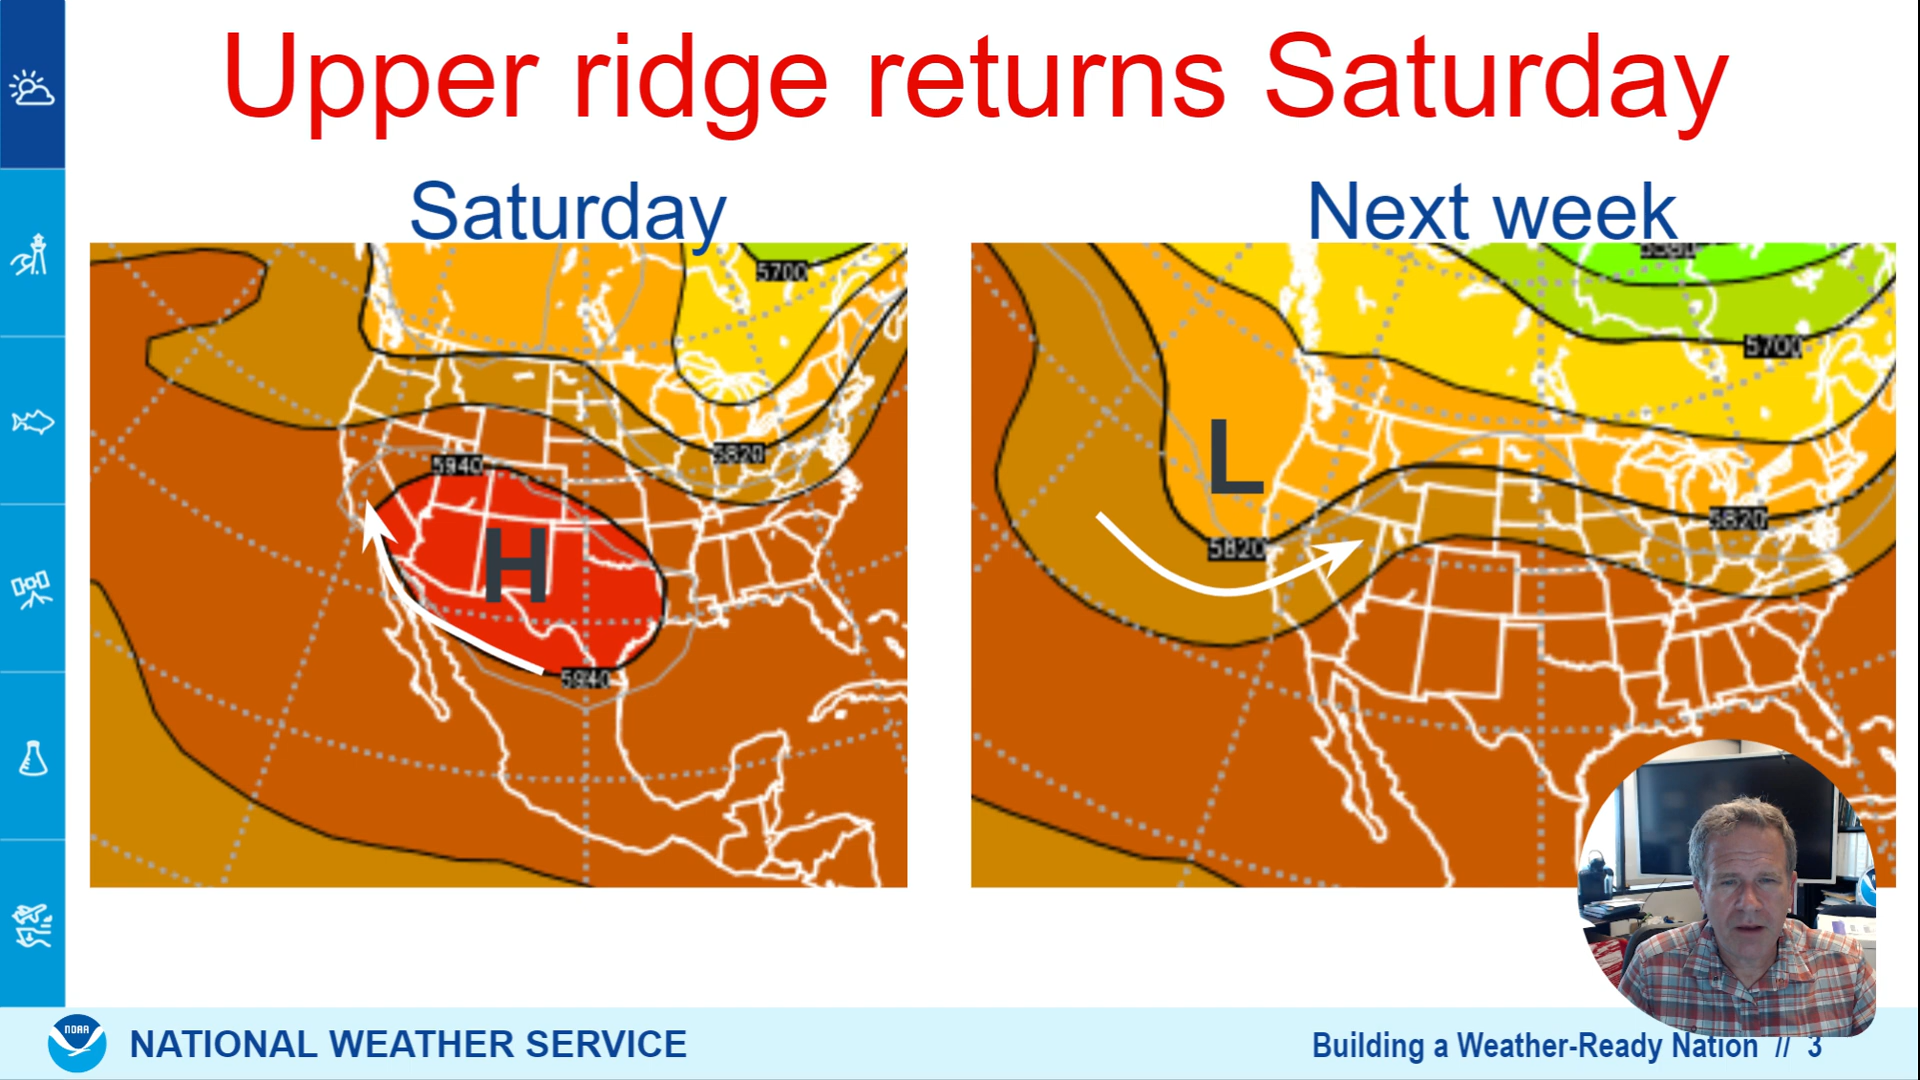 Upper ridge returns Saturday
Saturday
Next week
5700
5820
5940
H
5940
5700
L
5820
5820
NOAA
NATIONAL WEATHER SERVICE
Building a Weather-Ready Nation // 3